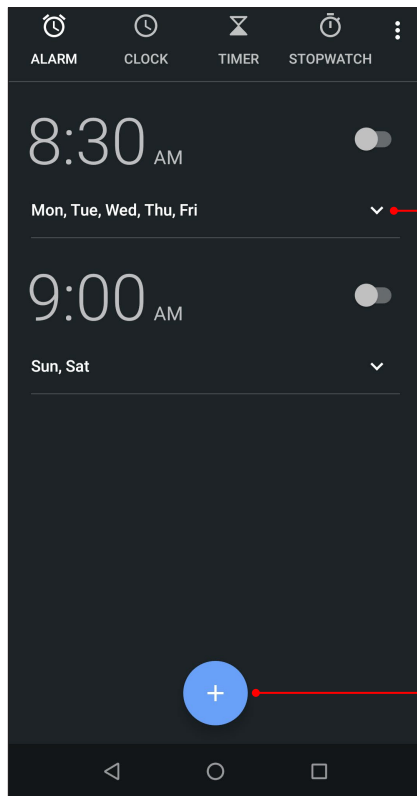 ALARM CLOCK TIMER STOPWATCH
8:30 AM
Mon, Tue, Wed, Thu, Fri
9:00 AM
Sun, Sat